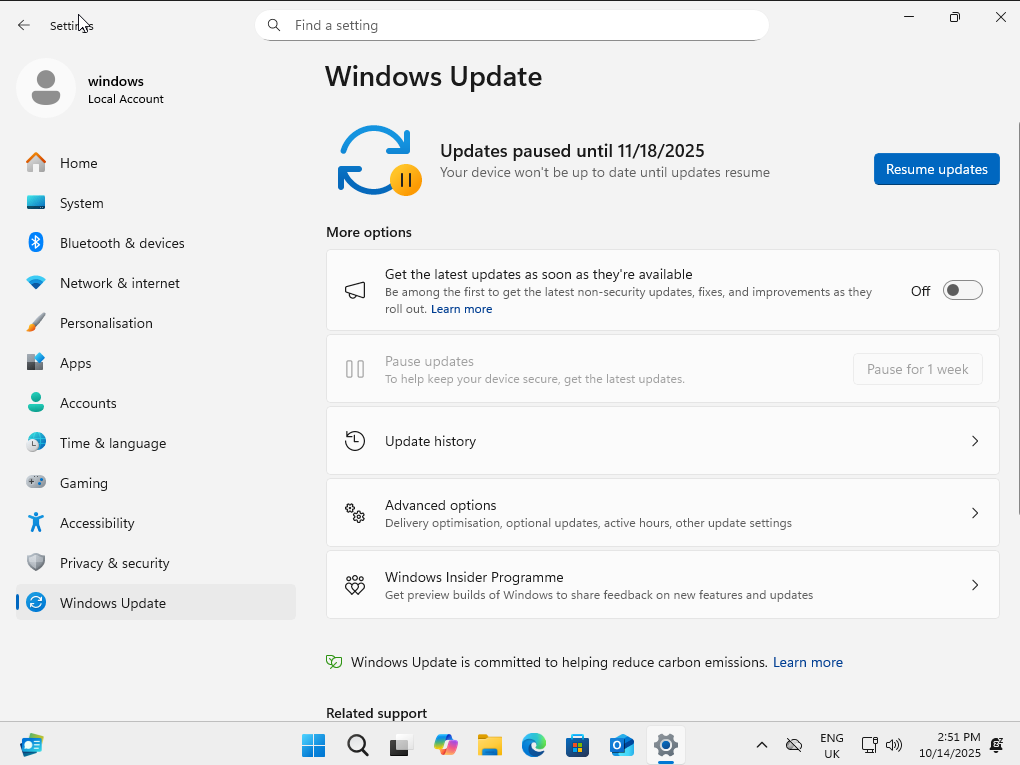 Settings
Find a setting
windows
Local Account
Home
System
Bluetooth & devices
Network & internet
Personalisation
Apps
Accounts
Time & language
Gaming
Accessibility
Privacy & security
Windows Update
Windows Update
Updates paused until 11/18/2025
Your device won't be up to date until updates resume
Resume updates
More options
Get the latest updates as soon as they're available
Be among the first to get the latest non-security updates, fixes, and improvements as they
roll out. Learn more
Off
Pause updates
To help keep your device secure, get the latest updates.
Pause for 1 week
Update history
Advanced options
Delivery optimisation, optional updates, active hours, other update settings
Windows Insider Programme
Get preview builds of Windows to share feedback on new features and updates
Windows Update is committed to helping reduce carbon emissions. Learn more
Related support
ENG
UK
2:51 PM
10/14/2025